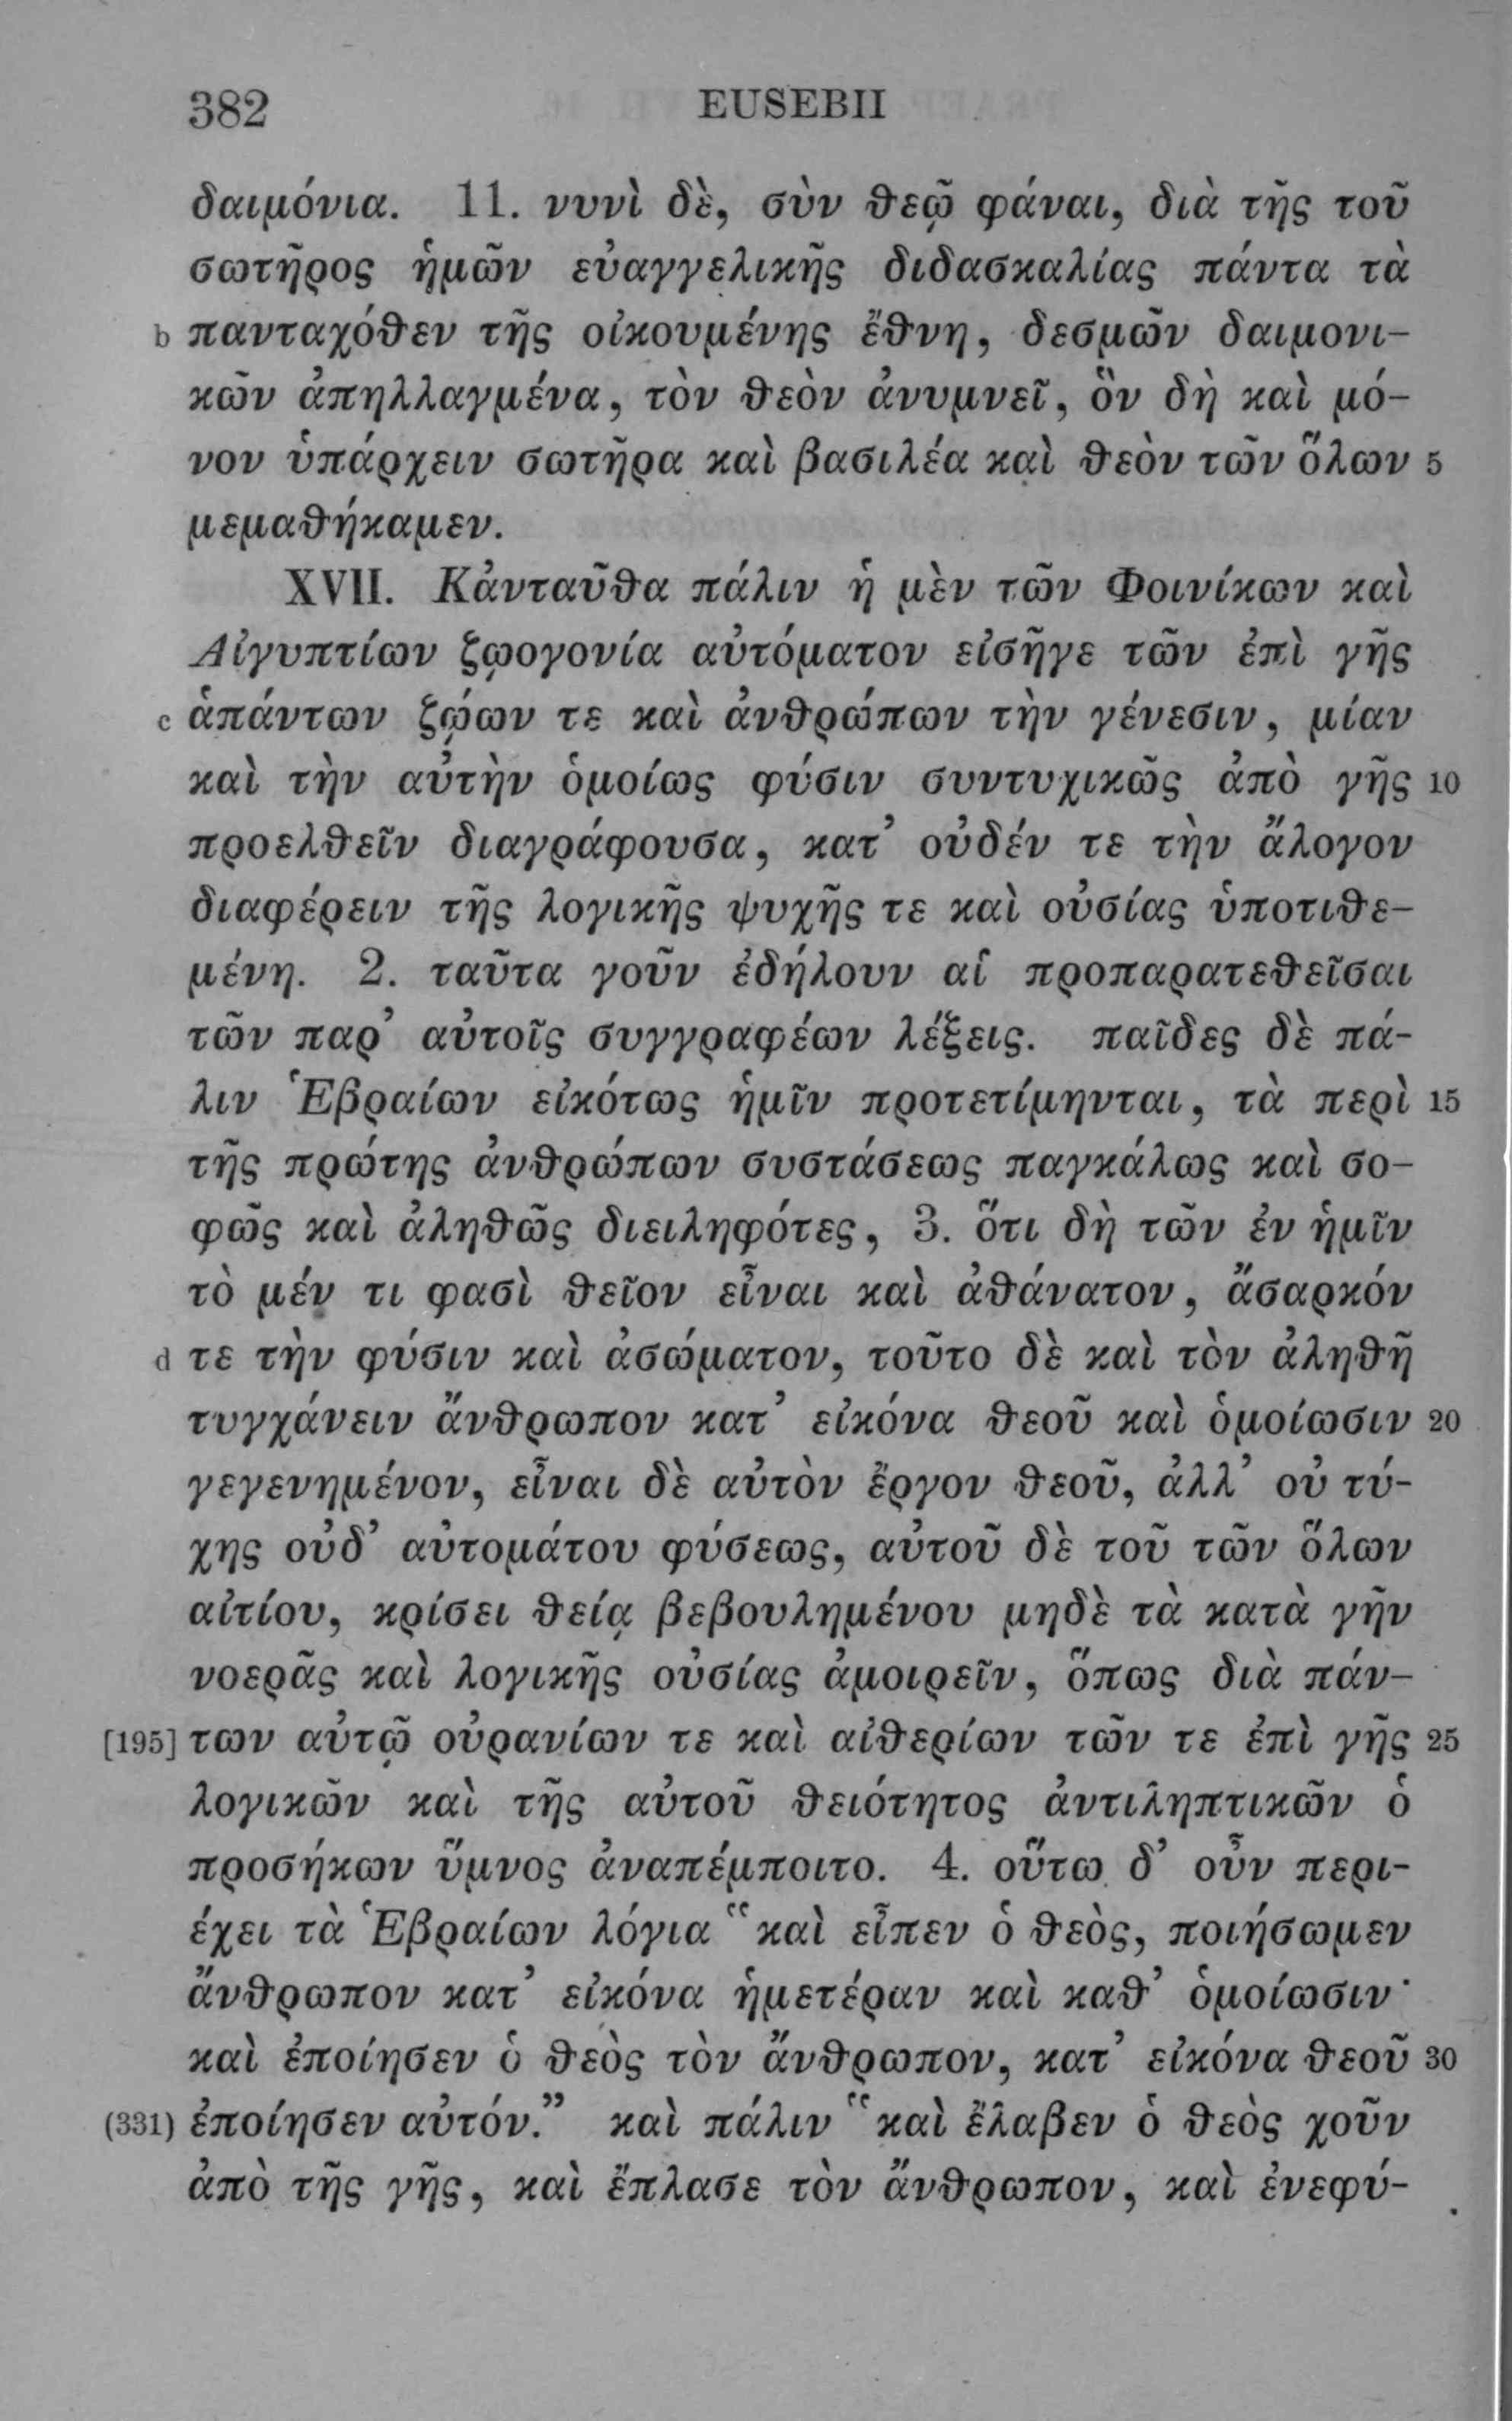 382 EUSEBII
δαιμόνια. 11. νυνὶ δὲ, σὺν θεῷ φάναι, διὰ τῆς τοῦ
σωτῆρος ἡμῶν εὐαγγελικῆς διδασκαλίας πάντα τὰ
b πανταχόθεν τῆς οἰκουμένης ἔθνη, δεσμῶν δαιμονι-
κῶν ἀπηλλαγμένα, τὸν θεὸν ἀνυμνεῖ, ὃν δὴ καὶ μό-
νον ὑπάρχειν σωτῆρα καὶ βασιλέα καὶ θεὸν τῶν ὅλων 5
μεμαθήκαμεν.
XVII. Κἀνταῦθα πάλιν ἡ μὲν τῶν Φοινίκων καὶ
Αἰγυπτίων ζῳογονία αὐτόματον εἰσῆγε τῶν ἐπὶ γῆς
c ἁπάντων ζῴων τε καὶ ἀνθρώπων τὴν γένεσιν, μίαν
καὶ τὴν αὐτὴν ὁμοίως φύσιν συντυχικῶς ἀπὸ γῆς 10
προελθεῖν διαγράφουσα, κατ’ οὐδέν τε τὴν ἄλογον
διαφέρειν τῆς λογικῆς ψυχῆς τε καὶ οὐσίας ὑποτιθε-
μένη. 2. ταῦτα γοῦν ἐδήλουν αἱ προπαρατεθεῖσαι
τῶν παρ’ αὐτοῖς συγγραφέων λέξεις. παῖδες δὲ πά-
λιν Ἑβραίων εἰκότως ἡμῖν προτετίμηνται, τὰ περὶ 15
τῆς πρώτης ἀνθρώπων συστάσεως παγκάλως καὶ σο-
φῶς καὶ ἀληθῶς διειληφότες, 3. ὅτι δὴ τῶν ἐν ἡμῖν
τὸ μέν τι φασὶ θεῖον εἶναι καὶ ἀθάνατον, ἄσαρκόν
d τε τὴν φύσιν καὶ ἀσώματον, τοῦτο δὲ καὶ τὸν ἀληθῆ
τυγχάνειν ἄνθρωπον κατ’ εἰκόνα θεοῦ καὶ ὁμοίωσιν 20
γεγενημένον, εἶναι δὲ αὐτὸν ἔργον θεοῦ, ἀλλ’ οὐ τύ-
χης οὐδ’ αὐτομάτου φύσεως, αὐτοῦ δὲ τοῦ τῶν ὅλων
αἰτίου, κρίσει θείᾳ βεβουλημένου μηδὲ τὰ κατὰ γῆν
νοερᾶς καὶ λογικῆς οὐσίας ἀμοιρεῖν, ὅπως διὰ πάν-
[195] των αὐτῷ οὐρανίων τε καὶ αἰθερίων τῶν τε ἐπὶ γῆς 25
λογικῶν καὶ τῆς αὐτοῦ θειότητος ἀντιληπτικῶν ὁ
προσήκων ὕμνος ἀναπέμποιτο. 4. οὕτω δ’ οὖν περι-
έχει τὰ Ἑβραίων λόγια “καὶ εἶπεν ὁ θεὸς, ποιήσωμεν
ἄνθρωπον κατ’ εἰκόνα ἡμετέραν καὶ καθ’ ὁμοίωσιν·
καὶ ἐποίησεν ὁ θεὸς τὸν ἄνθρωπον, κατ’ εἰκόνα θεοῦ 30
(331) ἐποίησεν αὐτόν.” καὶ πάλιν “καὶ ἔλαβεν ὁ θεὸς χοῦν
ἀπὸ τῆς γῆς, καὶ ἔπλασε τὸν ἄνθρωπον, καὶ ἐνεφύ-